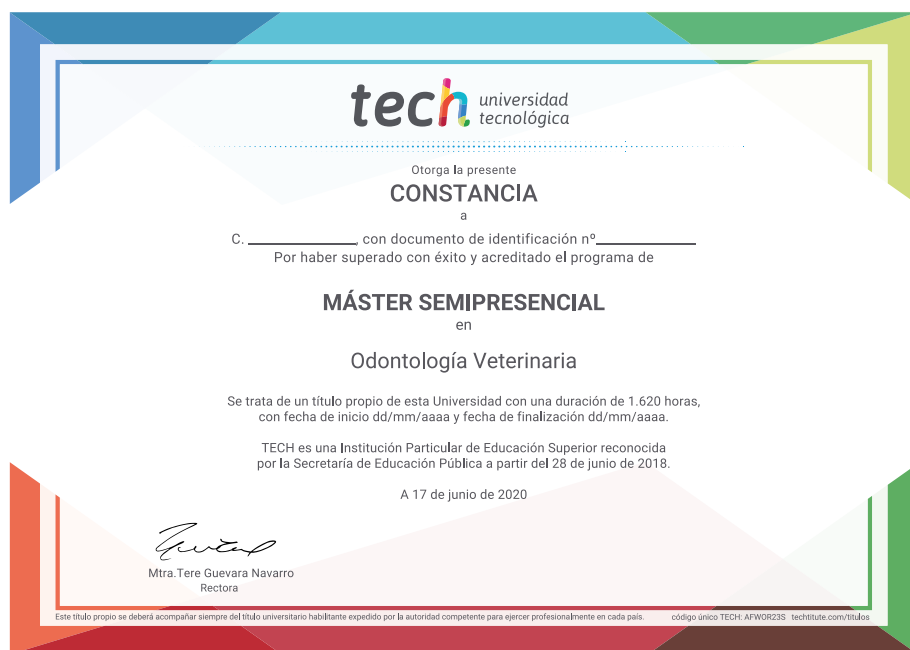 tech universidad
tecnológica
Otorga la presente
CONSTANCIA
a
C. ____________, con documento de identificación nº___________
Por haber superado con éxito y acreditado el programa de
MÁSTER SEMIPRESENCIAL
en
Odontología Veterinaria
Se trata de un título propio de esta Universidad con una duración de 1.620 horas,
con fecha de inicio dd/mm/aaaa y fecha de finalización dd/mm/aaaa.
TECH es una Institución Particular de Educación Superior reconocida
por la Secretaría de Educación Pública a partir del 28 de junio de 2018.
A 17 de junio de 2020
Mtra.Tere Guevara Navarro
Rectora
Este título propio se deberá acompañar siempre del título universitario habilitante expedido por la autoridad competente para ejercer profesionalmente en cada país. código único TECH: AFWOR23S techtitute.com/titulos